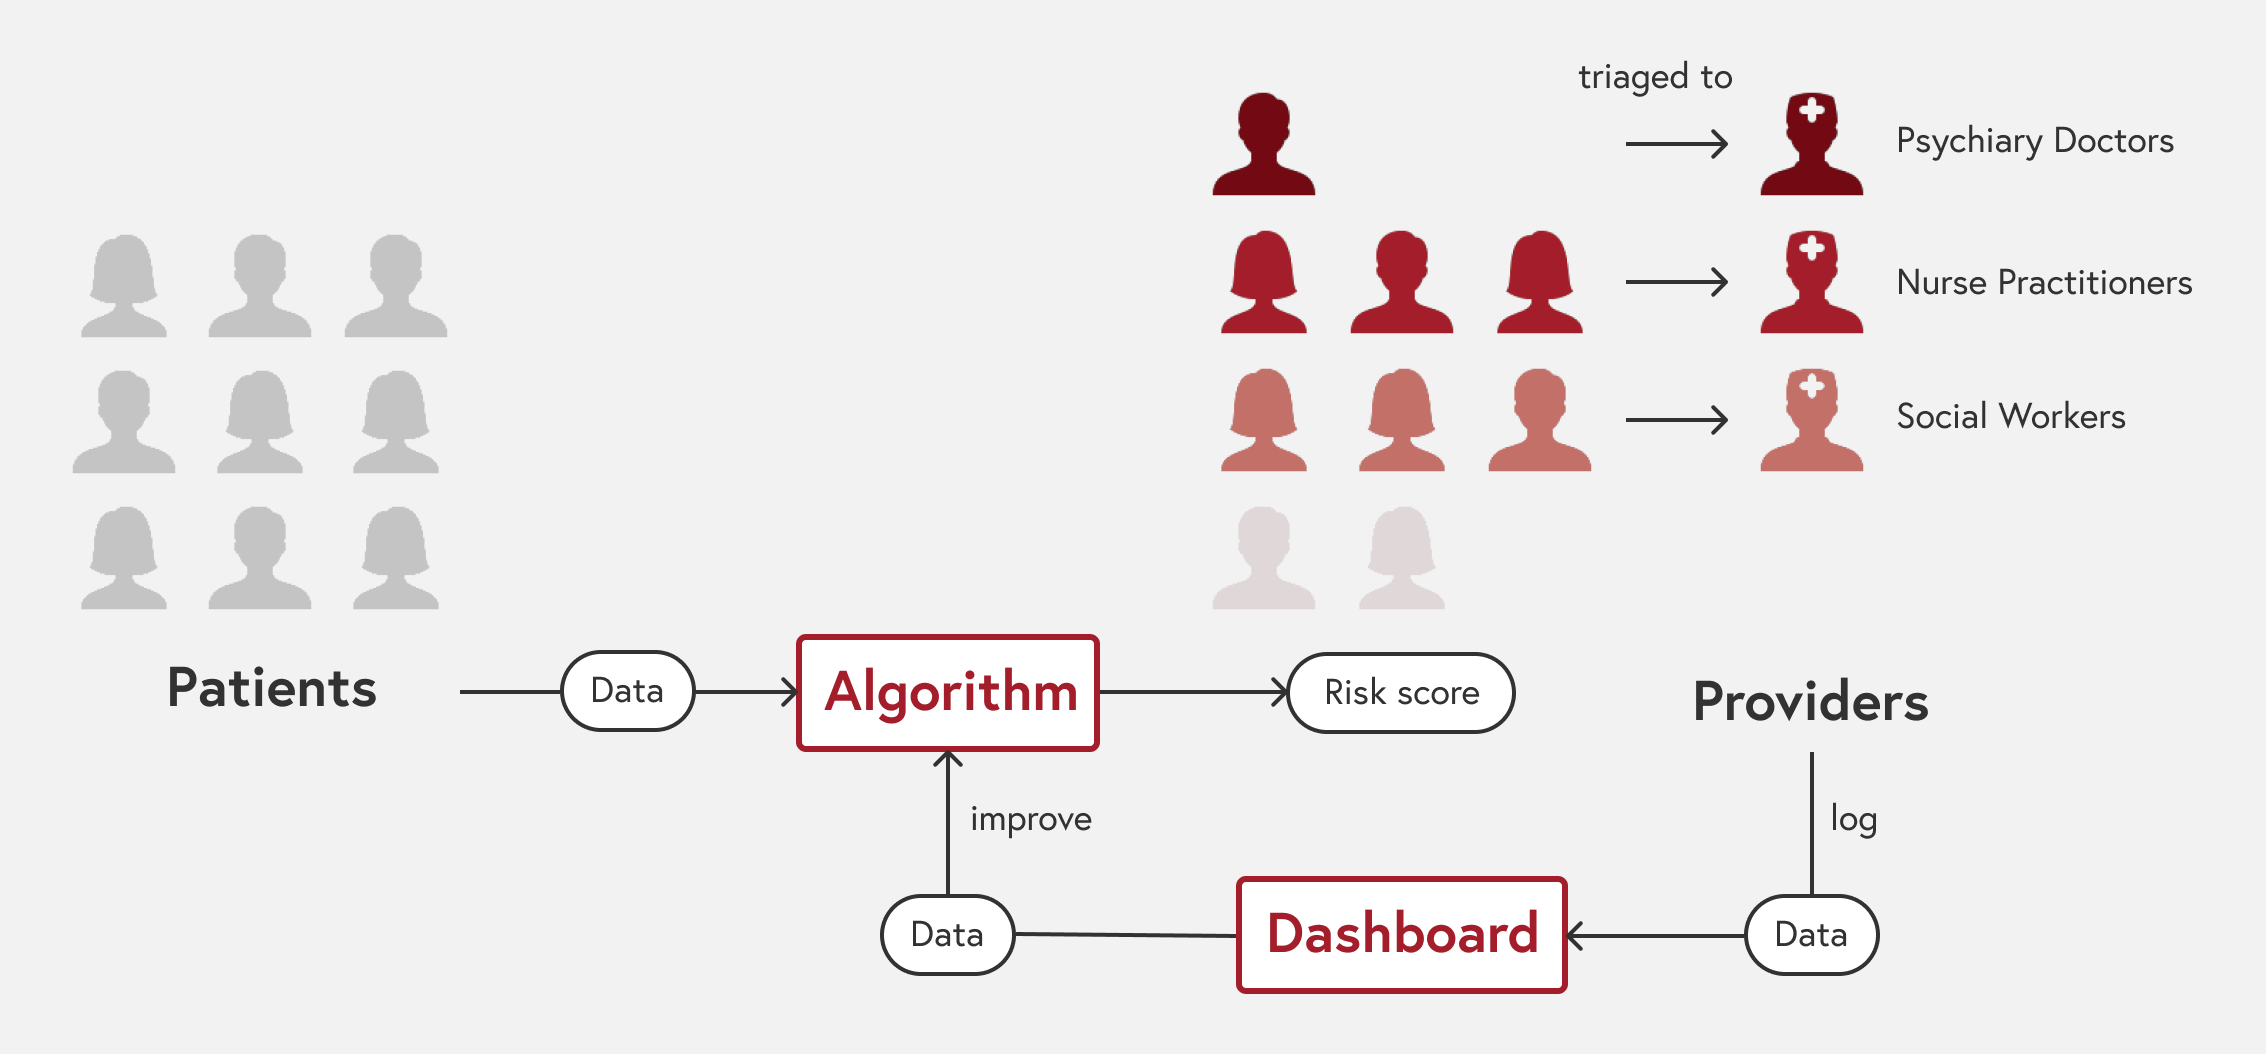 triaged to
Psychiary Doctors
Nurse Practitioners
Social Workers
Patients
Data
Algorithm
Risk score
Providers
improve
log
Data
Dashboard
Data